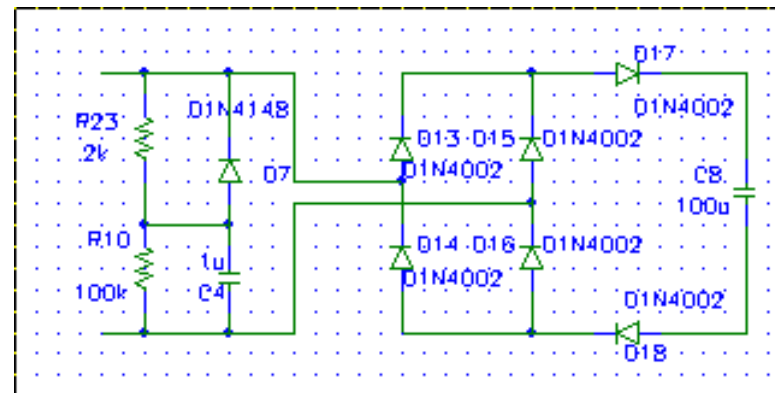 D17
D1N4148
D1N4002
R23
2k
D13 D15
D1N4002
D1N4002
D7
C8
100u
R10
100k
1u
C4
D14 D16
D1N4002
D1N4002
D1N4002
D18